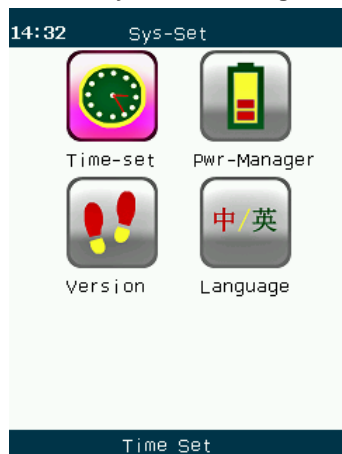 14:32 Sys-Set
Time-set Pwr-Manager
中/英
Version Language
Time Set